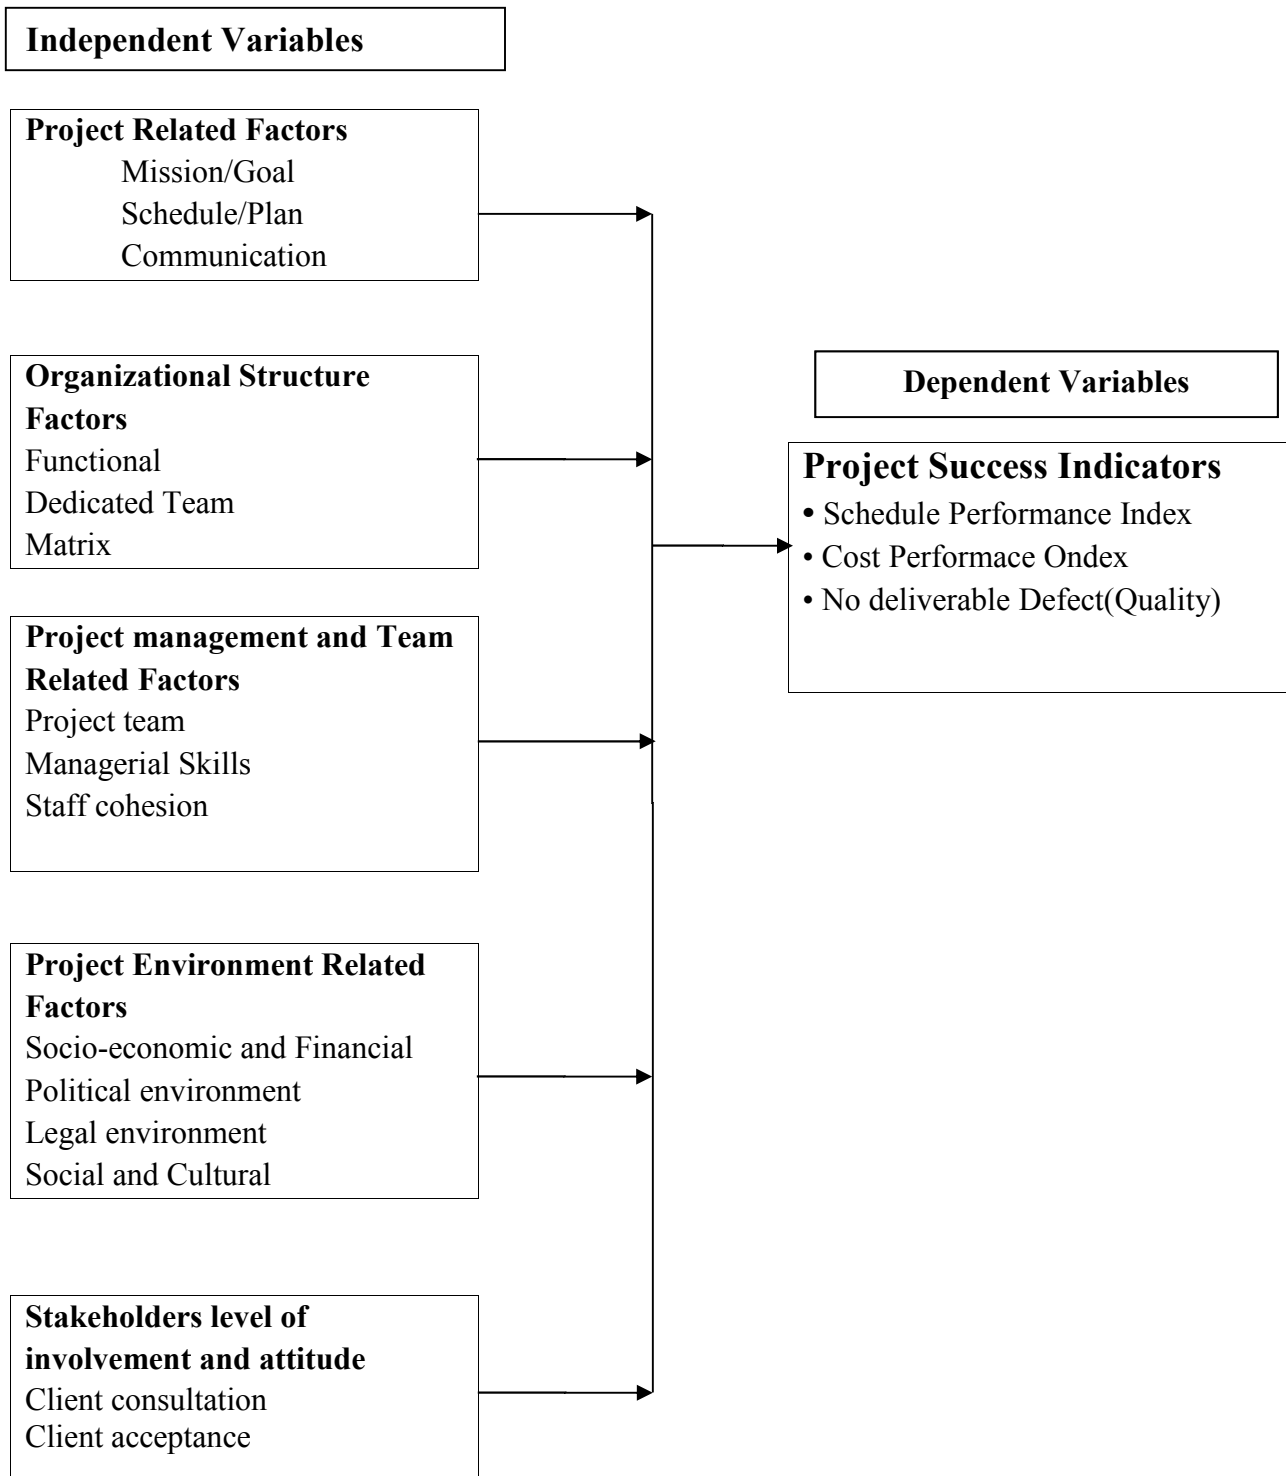 Independent Variables
Project Related Factors
Mission/Goal
Schedule/Plan
Communication
Organizational Structure
Factors
Functional
Dedicated Team
Matrix
Project management and Team
Related Factors
Project team
Managerial Skills
Staff cohesion
Project Environment Related
Factors
Socio-economic and Financial
Political environment
Legal environment
Social and Cultural
Stakeholders level of
involvement and attitude
Client consultation
Client acceptance
Dependent Variables
Project Success Indicators
• Schedule Performance Index
• Cost Performace Ondex
• No deliverable Defect(Quality)